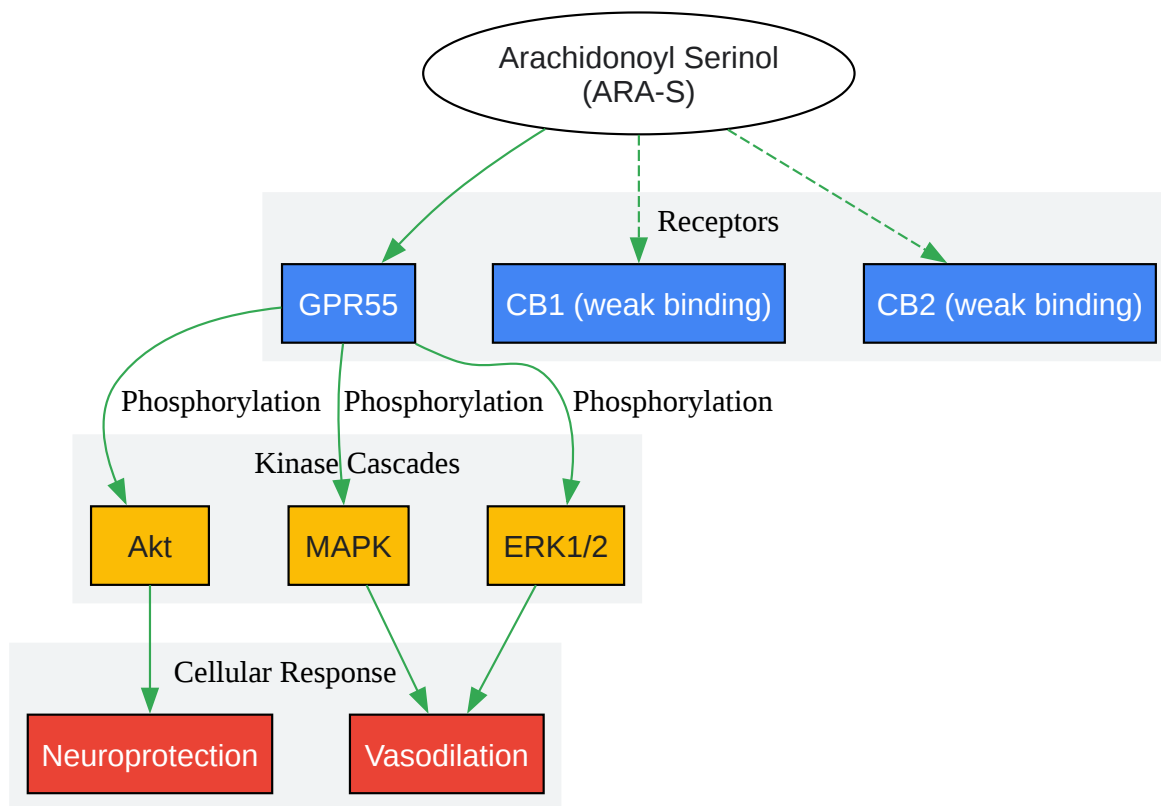 Arachidonoyl Serinol
(ARA-S)
Receptors
GPR55
CB1 (weak binding)
CB2 (weak binding)
Phosphorylation
Phosphorylation
Phosphorylation
Kinase Cascades
Akt
MAPK
ERK1/2
Cellular Response
Neuroprotection
Vasodilation